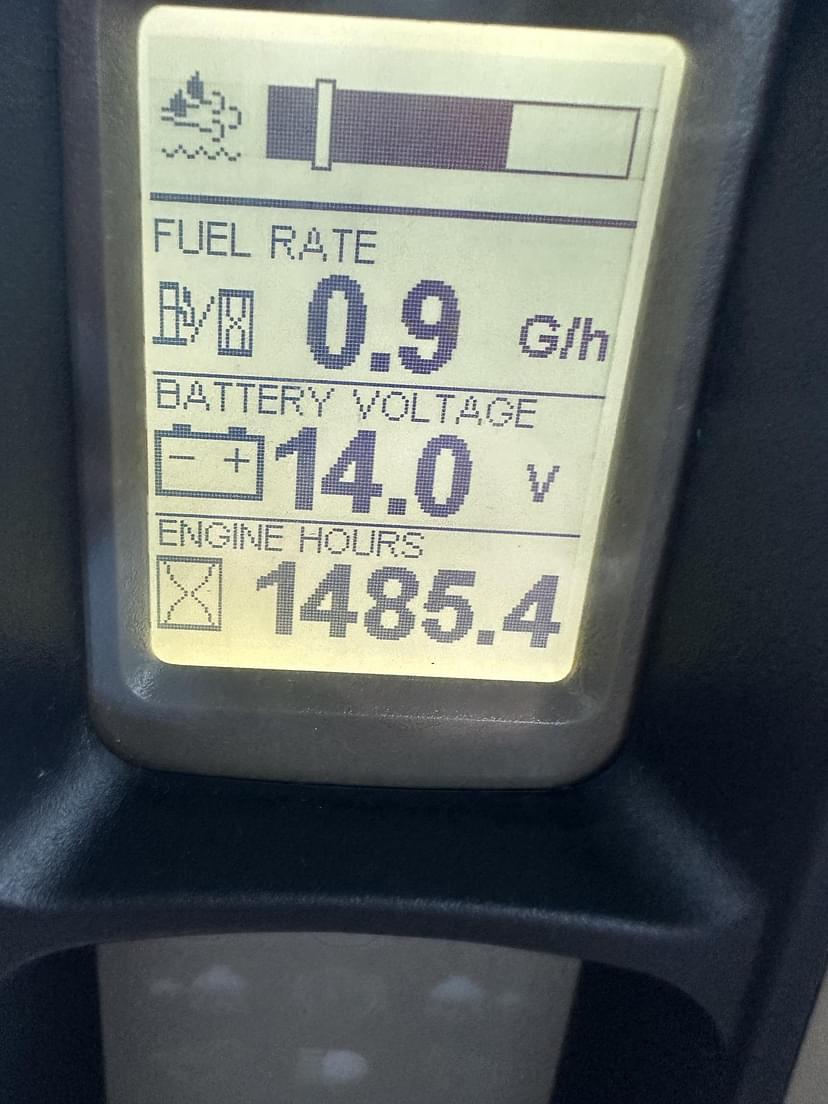 FUEL RATE
0.9 G/h
BATTERY VOLTAGE
- + 14.0 V
ENGINE HOURS
1485.4